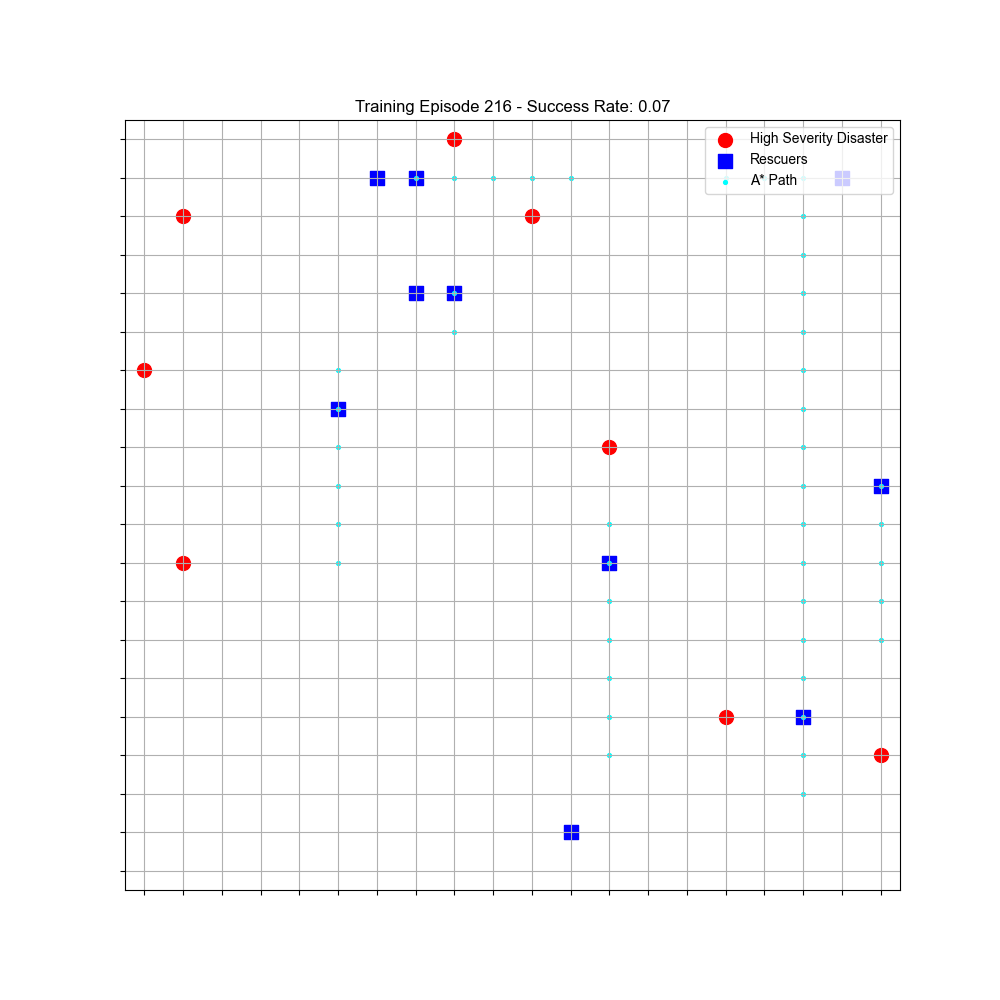 Training Episode 216 - Success Rate: 0.07
High Severity Disaster
Rescuers
A* Path